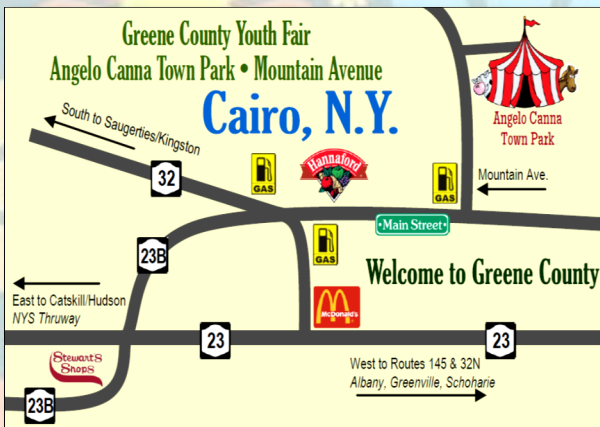 Greene County Youth Fair
Angelo Canna Town Park • Mountain Avenue
Cairo, N.Y.
Angelo Canna
Town Park
South to Saugerties/Kingston
32
GAS
Hannaford
GAS
Mountain Ave.
•Main Street•
23B
GAS
Welcome to Greene County
East to Catskill/Hudson
NYS Thruway
McDonald's
23
23
Stewart's
Shops
West to Routes 145 & 32N
Albany, Greenville, Schoharie
23B